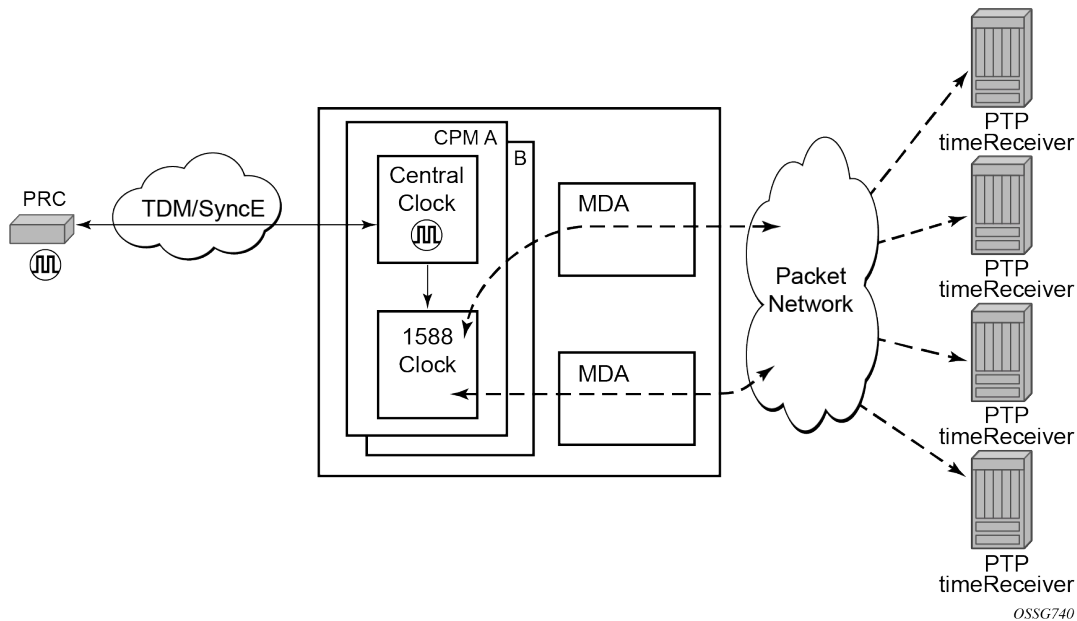 PRC
TDM/SyncE
CPM A
B
Central
Clock
1588
Clock
MDA
MDA
Packet
Network
PTP
timeReceiver
PTP
timeReceiver
PTP
timeReceiver
PTP
timeReceiver
OSSG740